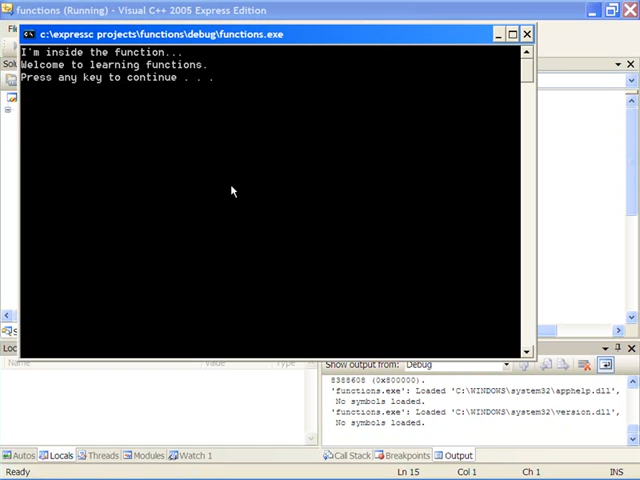 functions (Running) - Visual C++ 2005 Express Edition
c:\expressc projects\functions\debug\functions.exe
I'm inside the function...
Welcome to learning functions.
Press any key to continue . . .
Name
Value
Type
Show output from: Debug
8388608 (0x800000).
'functions.exe': Loaded 'C:\WINDOWS\system32\apphelp.dll',
No symbols loaded.
'functions.exe': Loaded 'C:\WINDOWS\system32\version.dll',
No symbols loaded.
Autos Locals Threads Modules Watch 1 Call Stack Breakpoints Output
Ready Ln 15 Col 1 Ch 1 INS